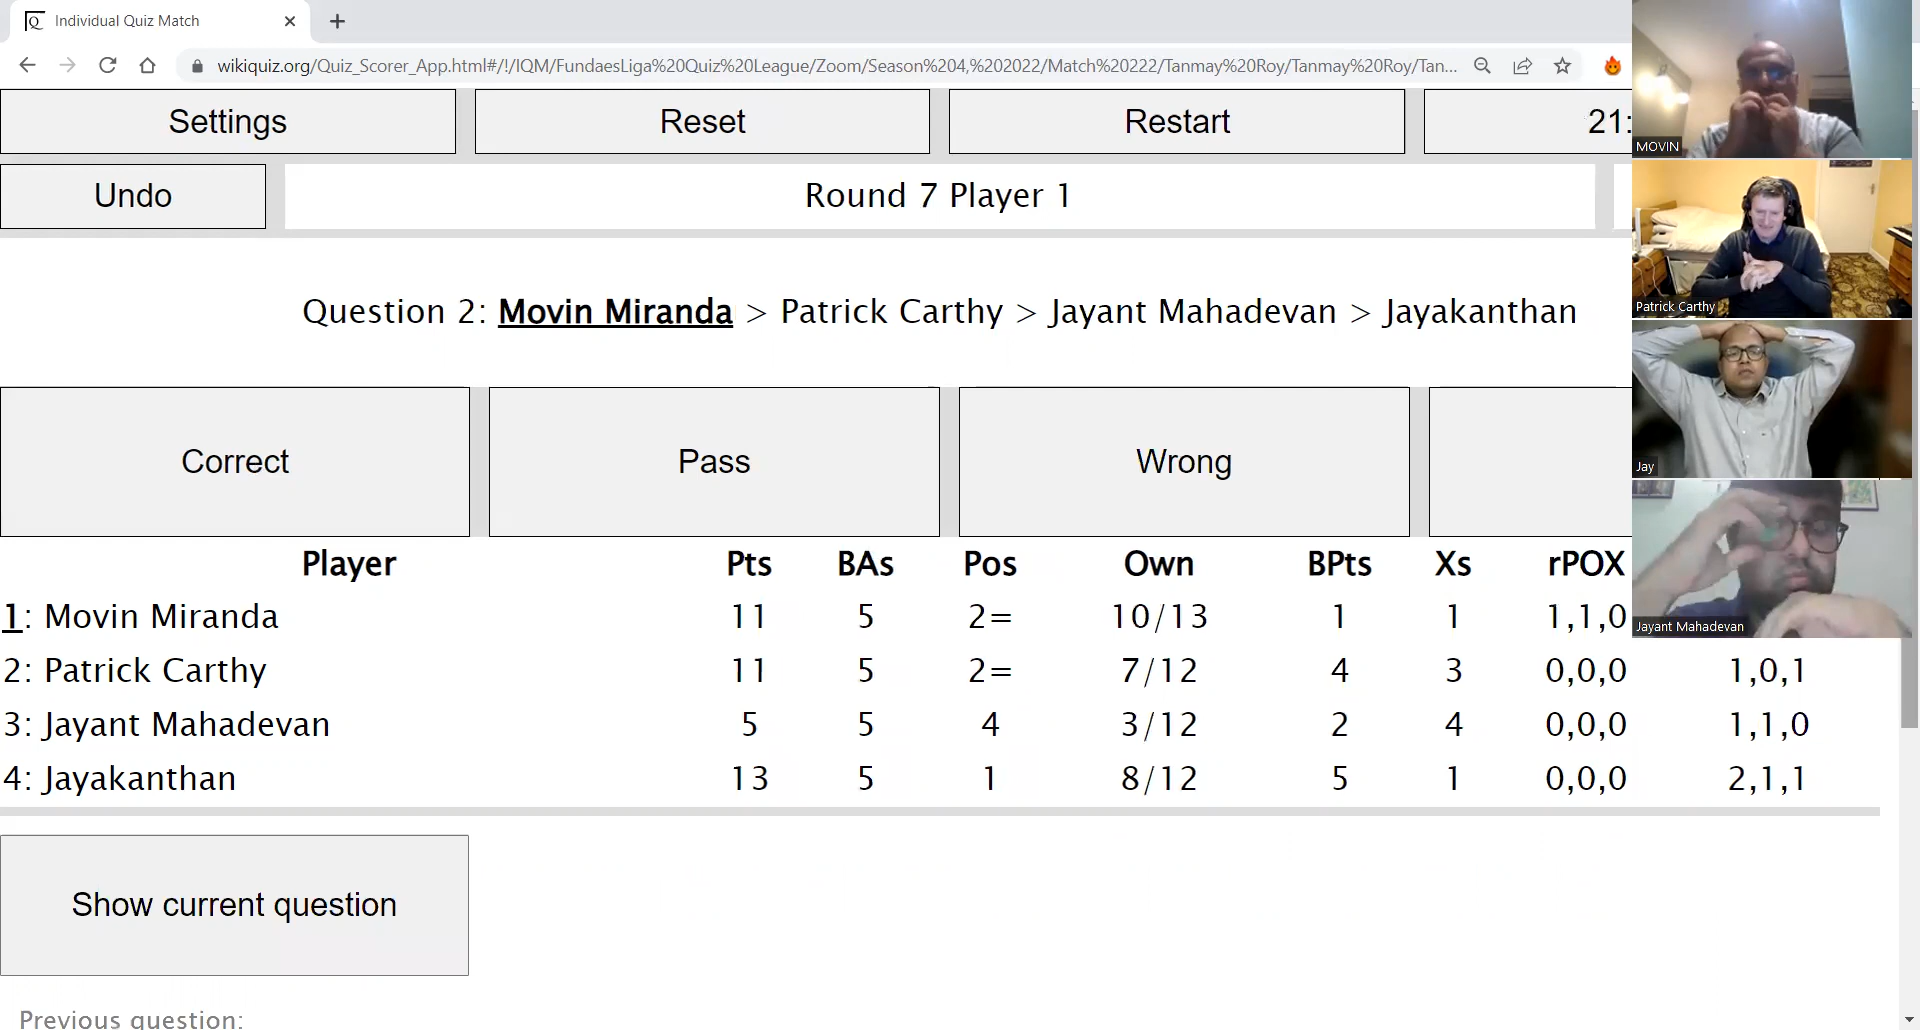 Individual Quiz Match
wikiquiz.org/Quiz_Scorer_App.html#/!/IQM/FundaesLiga%20Quiz%20League/Zoom/Season%204,%202022/Match%20222/Tanmay%20Roy/Tanmay%20Roy/Tan...
Settings Reset Restart 21:
Undo Round 7 Player 1
Question 2: Movin Miranda > Patrick Carthy > Jayant Mahadevan > Jayakanthan
Correct Pass Wrong
Player Pts BAs Pos Own BPts Xs rPOX
1: Movin Miranda 11 5 2= 10/13 1 1 1,1,0
2: Patrick Carthy 11 5 2= 7/12 4 3 0,0,0 1,0,1
3: Jayant Mahadevan 5 5 4 3/12 2 4 0,0,0 1,1,0
4: Jayakanthan 13 5 1 8/12 5 1 0,0,0 2,1,1
Show current question
Previous question:
MOVIN
Patrick Carthy
Jay
Jayant Mahadevan